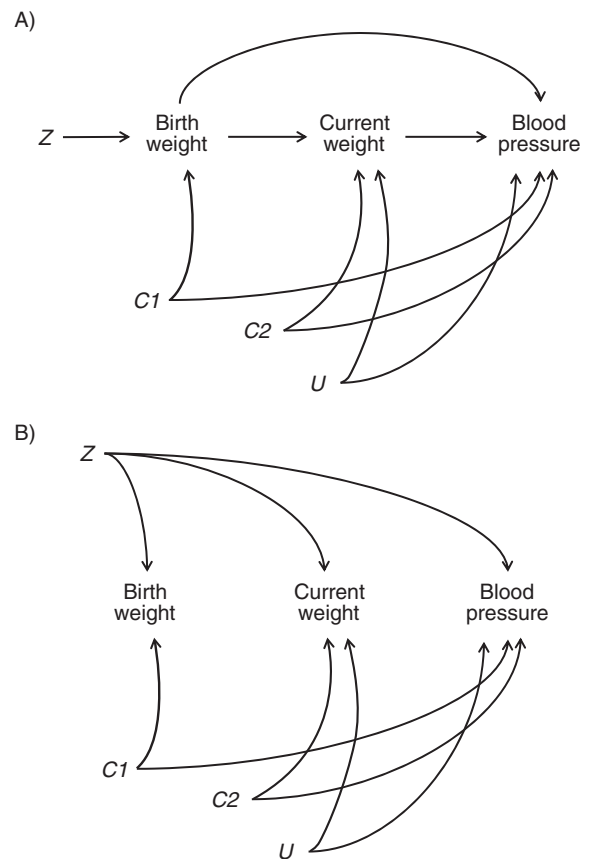 A)
Z
Birth
weight
Current
weight
Blood
pressure
C1
C2
U
B)
Z
Birth
weight
Current
weight
Blood
pressure
C1
C2
U